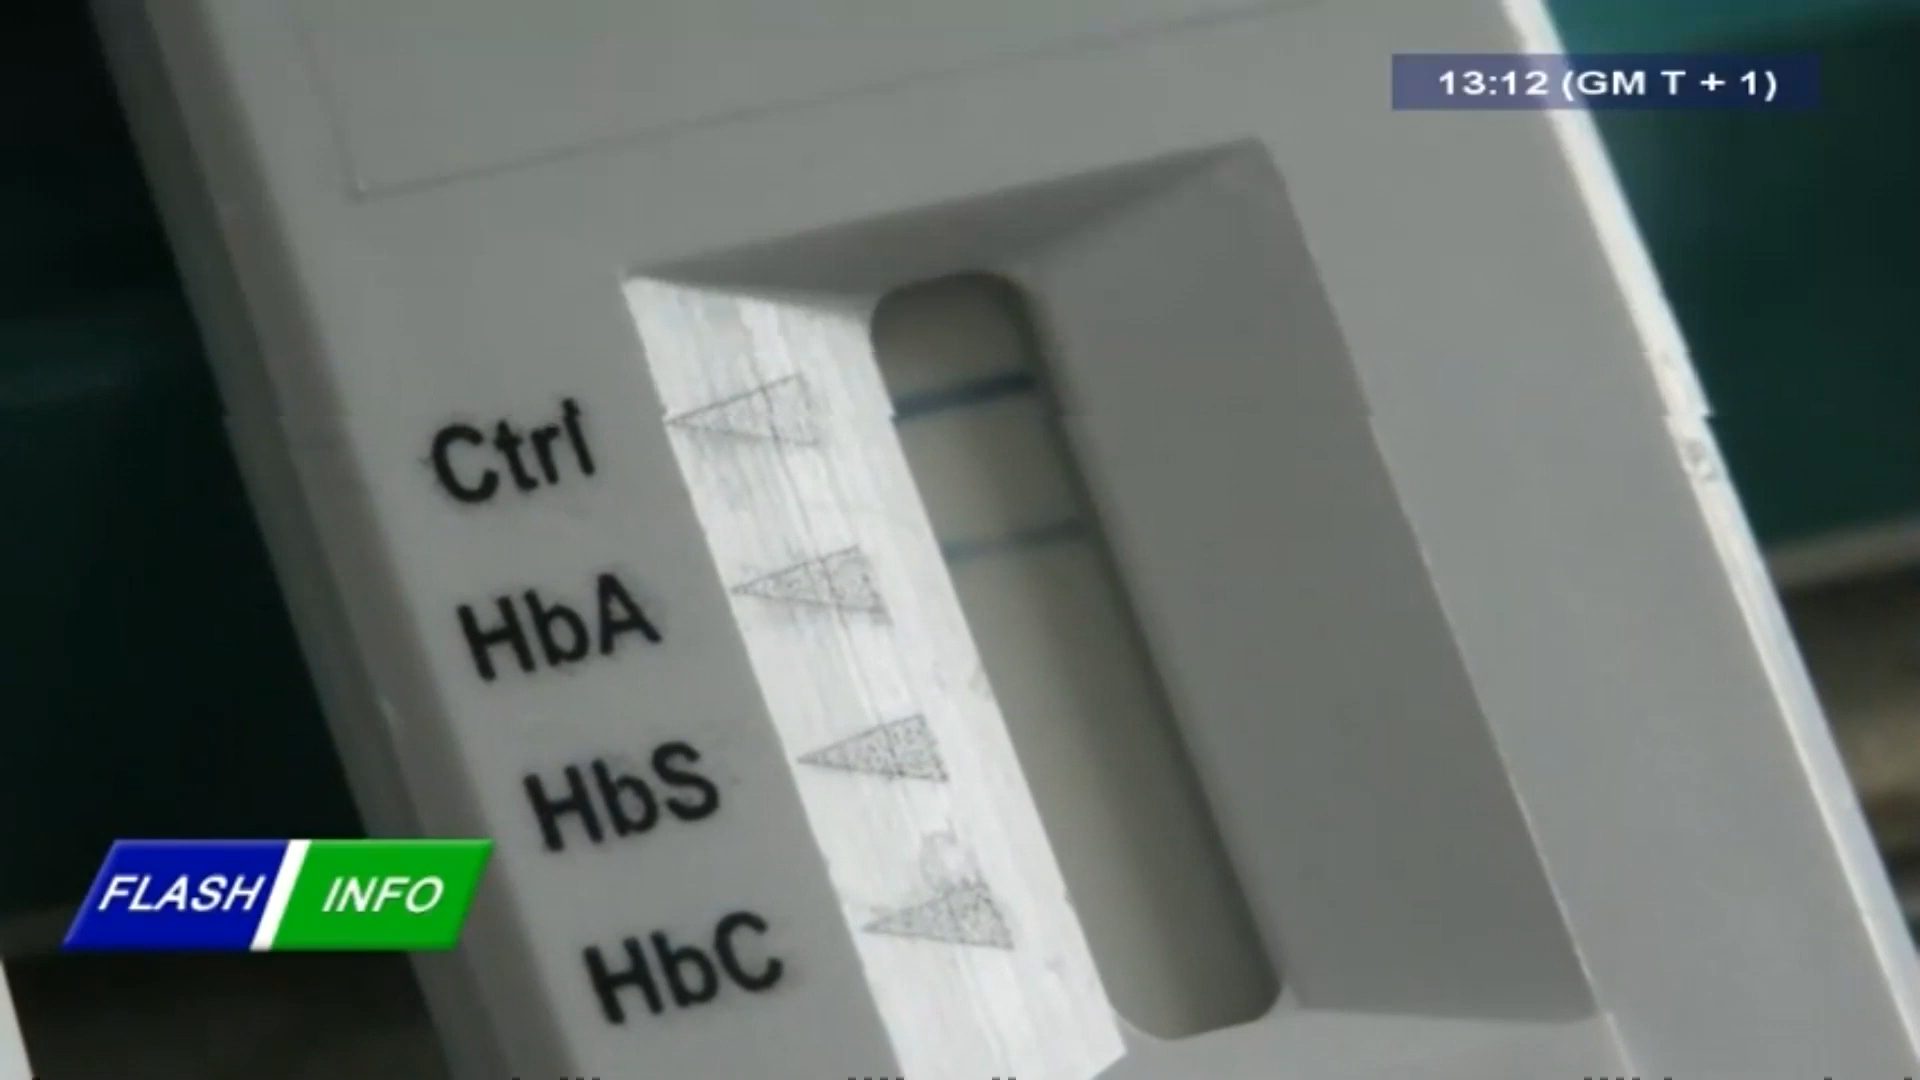 13:12 (GM T + 1)
Ctrl
HbA
HbS
HbC
FLASH INFO